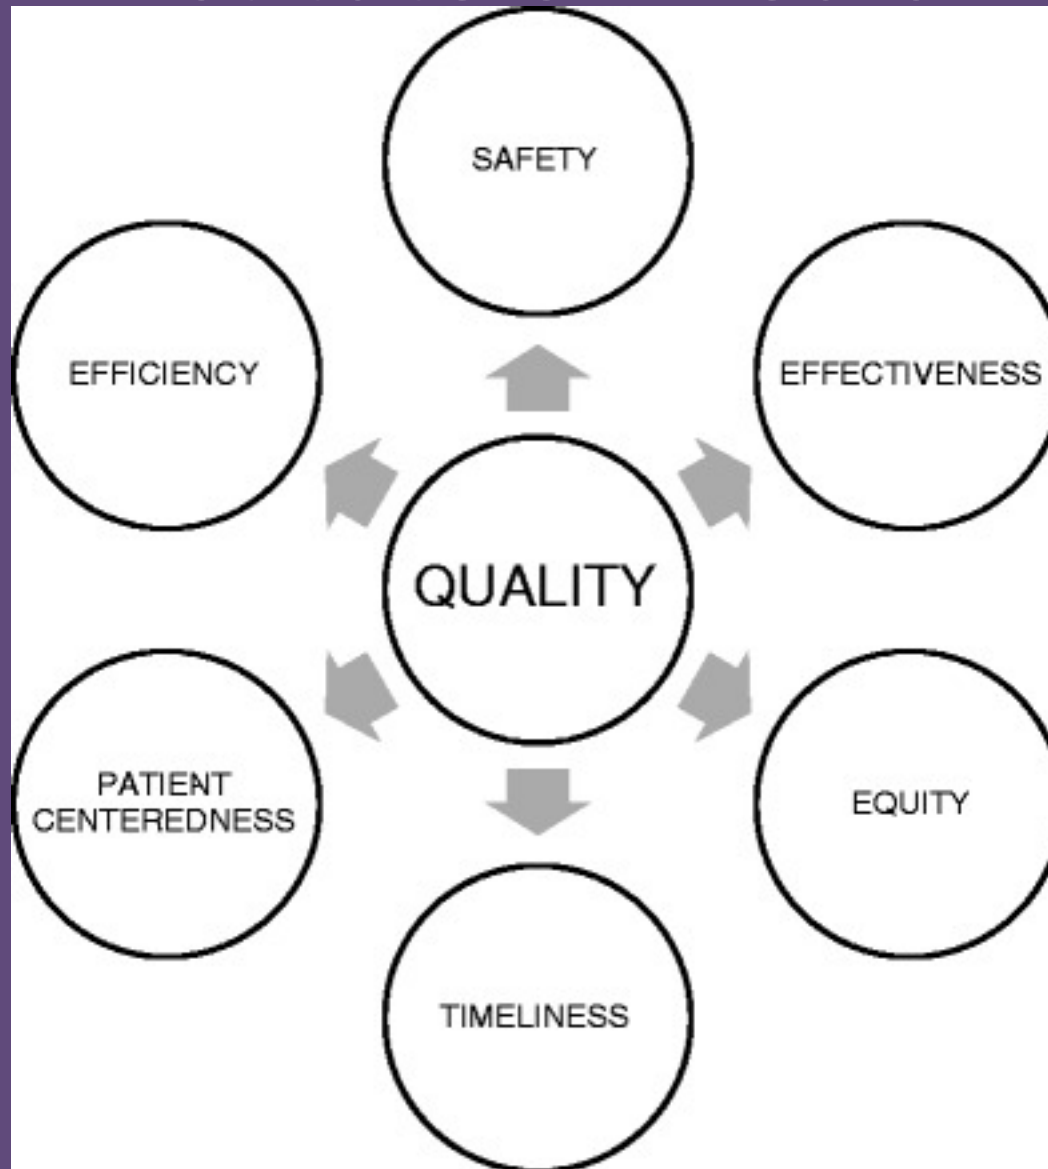 SAFETY
EFFICIENCY
EFFECTIVENESS
QUALITY
PATIENT
CENTEREDNESS
EQUITY
TIMELINESS